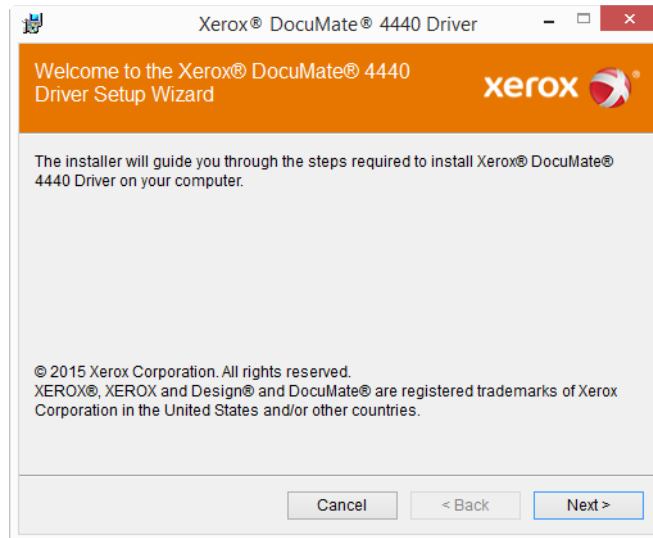 Xerox® DocuMate® 4440 Driver
Welcome to the Xerox® DocuMate® 4440
Driver Setup Wizard
xerox ®
The installer will guide you through the steps required to install Xerox® DocuMate®
4440 Driver on your computer.
© 2015 Xerox Corporation. All rights reserved.
XEROX®, XEROX and Design® and DocuMate® are registered trademarks of Xerox
Corporation in the United States and/or other countries.
Cancel
< Back
Next >